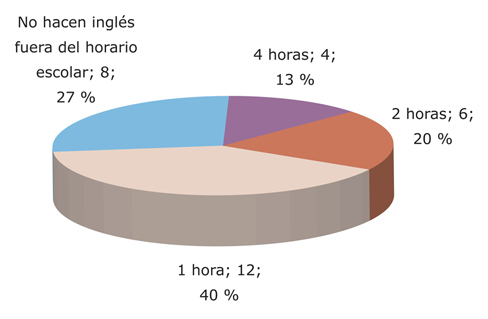 No hacen inglés
fuera del horario
escolar; 8;
27 %
4 horas; 4;
13 %
2 horas; 6;
20 %
1 hora; 12;
40 %